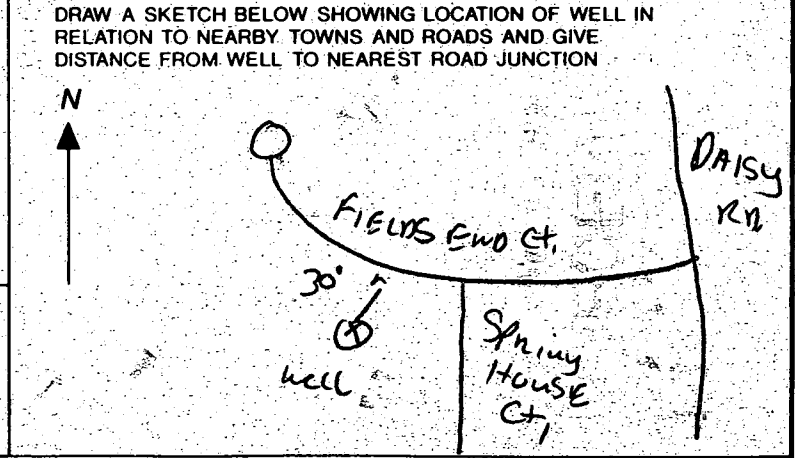 DRAW A SKETCH BELOW SHOWING LOCATION OF WELL IN
RELATION TO NEARBY TOWNS AND ROADS AND GIVE
DISTANCE FROM WELL TO NEAREST ROAD JUNCTION
N
DAISY
RD
FIELDS END Ct.
30'
well
Spring
House
Ct.